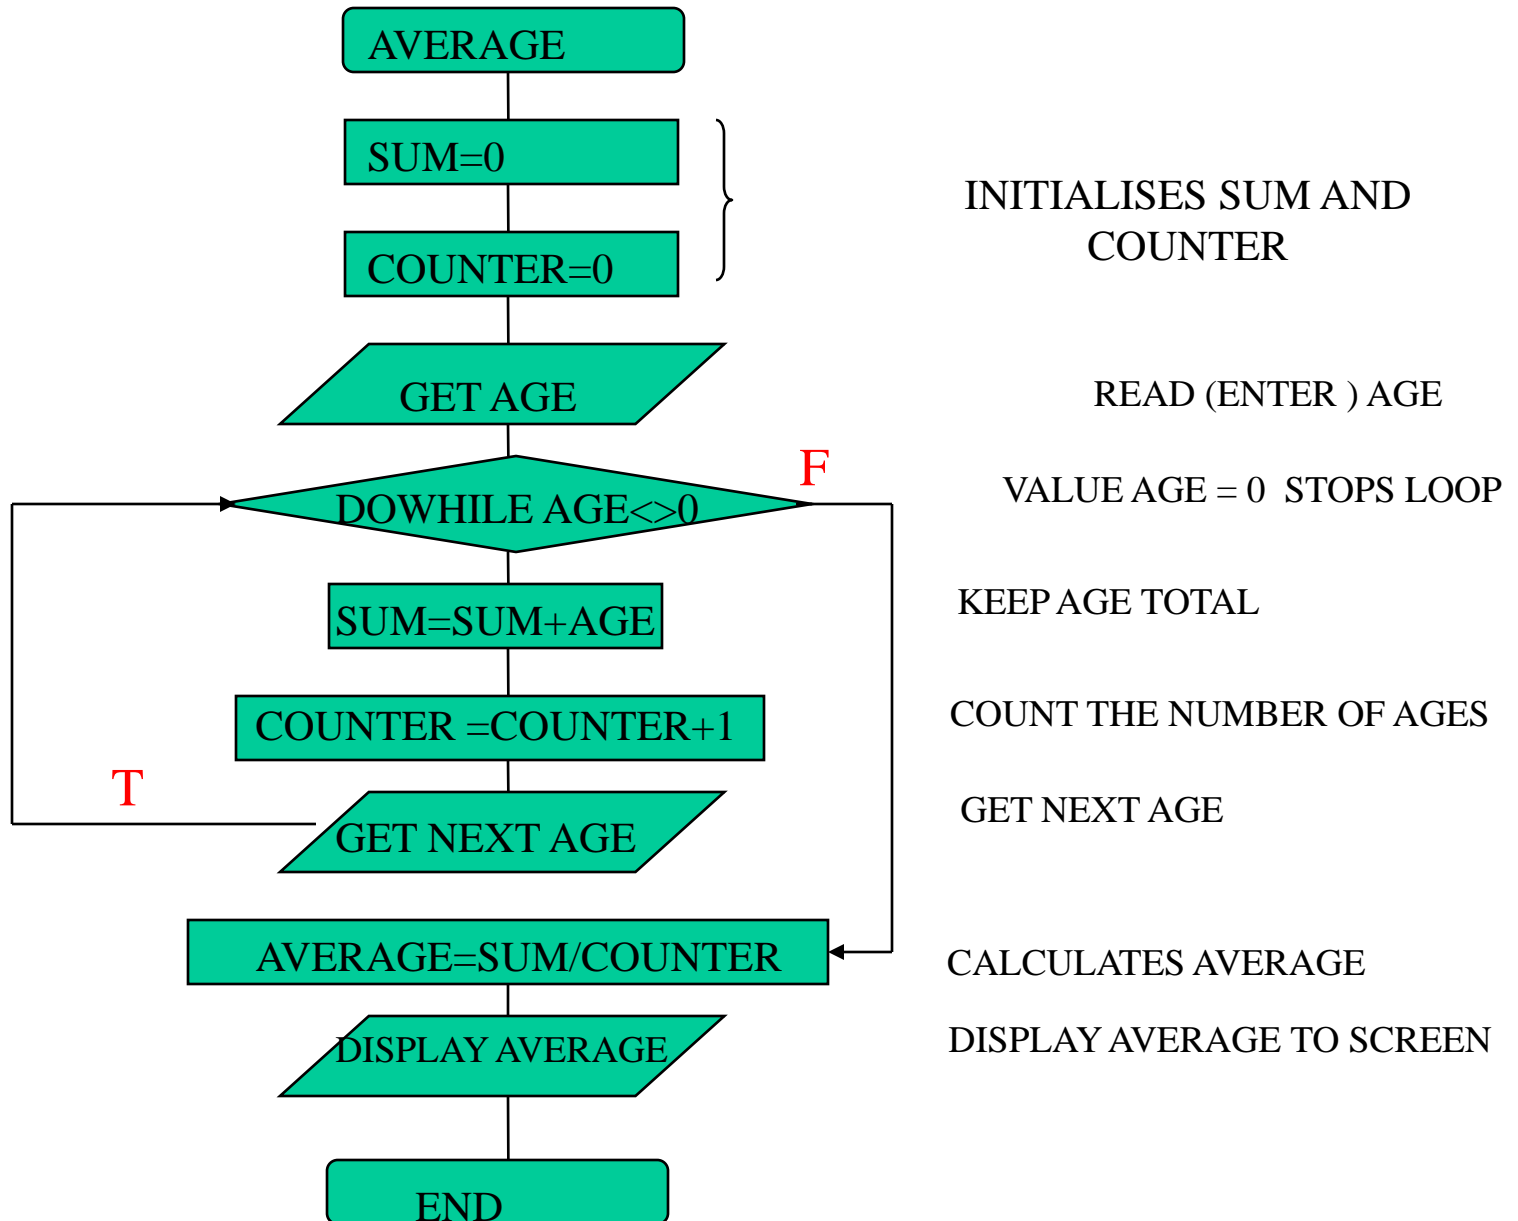 AVERAGE
SUM=0
INITIALISES SUM AND
COUNTER
COUNTER=0
GET AGE
READ (ENTER ) AGE
F
DOWHILE AGE<>0
VALUE AGE = 0 STOPS LOOP
SUM=SUM+AGE
KEEP AGE TOTAL
COUNTER =COUNTER+1
COUNT THE NUMBER OF AGES
T
GET NEXT AGE
GET NEXT AGE
AVERAGE=SUM/COUNTER
CALCULATES AVERAGE
DISPLAY AVERAGE
DISPLAY AVERAGE TO SCREEN
END